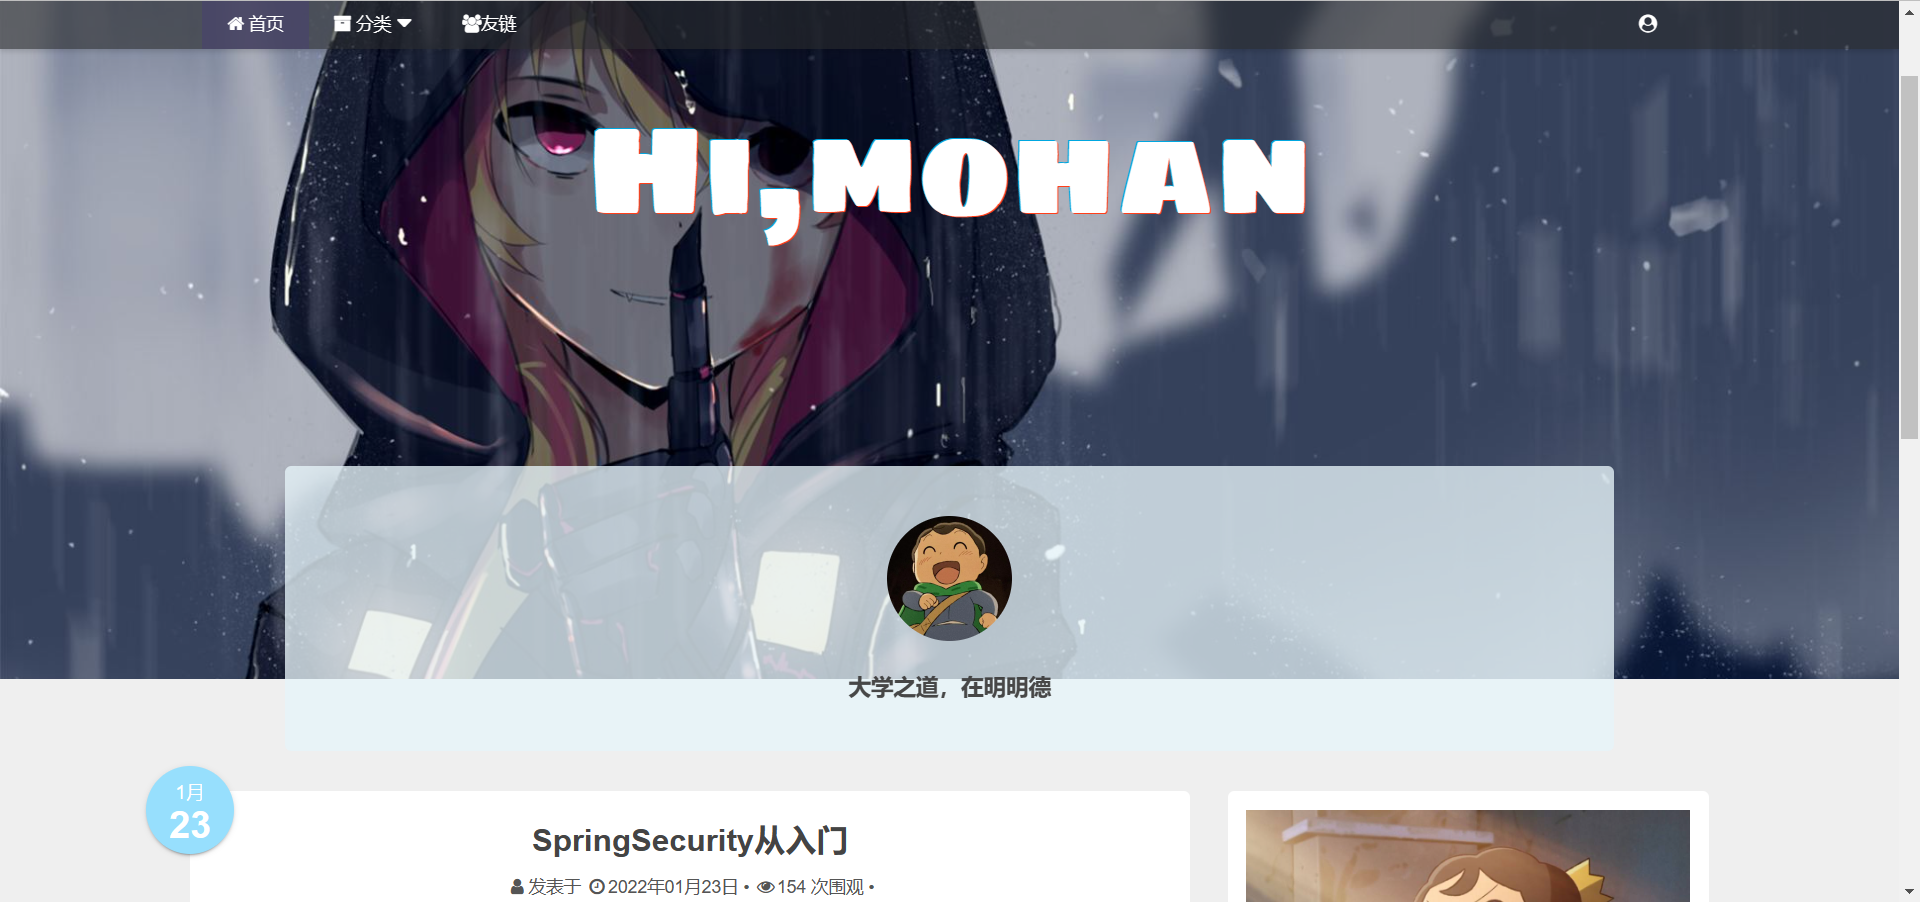 首页 分类 友链
Hi,mohan
大学之道，在明明德
1月
23
SpringSecurity从入门
发表于 2022年01月23日 • 154 次围观 •